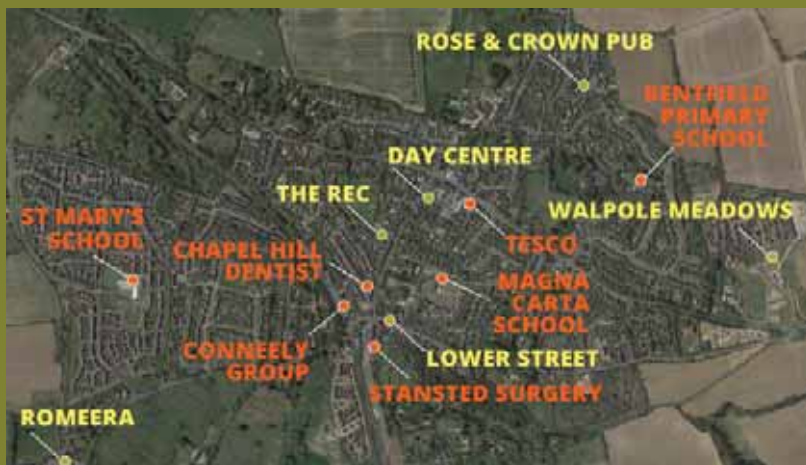 ROSE & CROWN PUB
BENTFIELD
PRIMARY
SCHOOL
DAY CENTRE
THE REC
WALPOLE MEADOWS
ST MARY'S
SCHOOL
CHAPEL HILL
DENTIST
TESCO
MAGNA
CARTA
SCHOOL
CONNEELY
GROUP
LOWER STREET
STANSTED SURGERY
ROMEERA